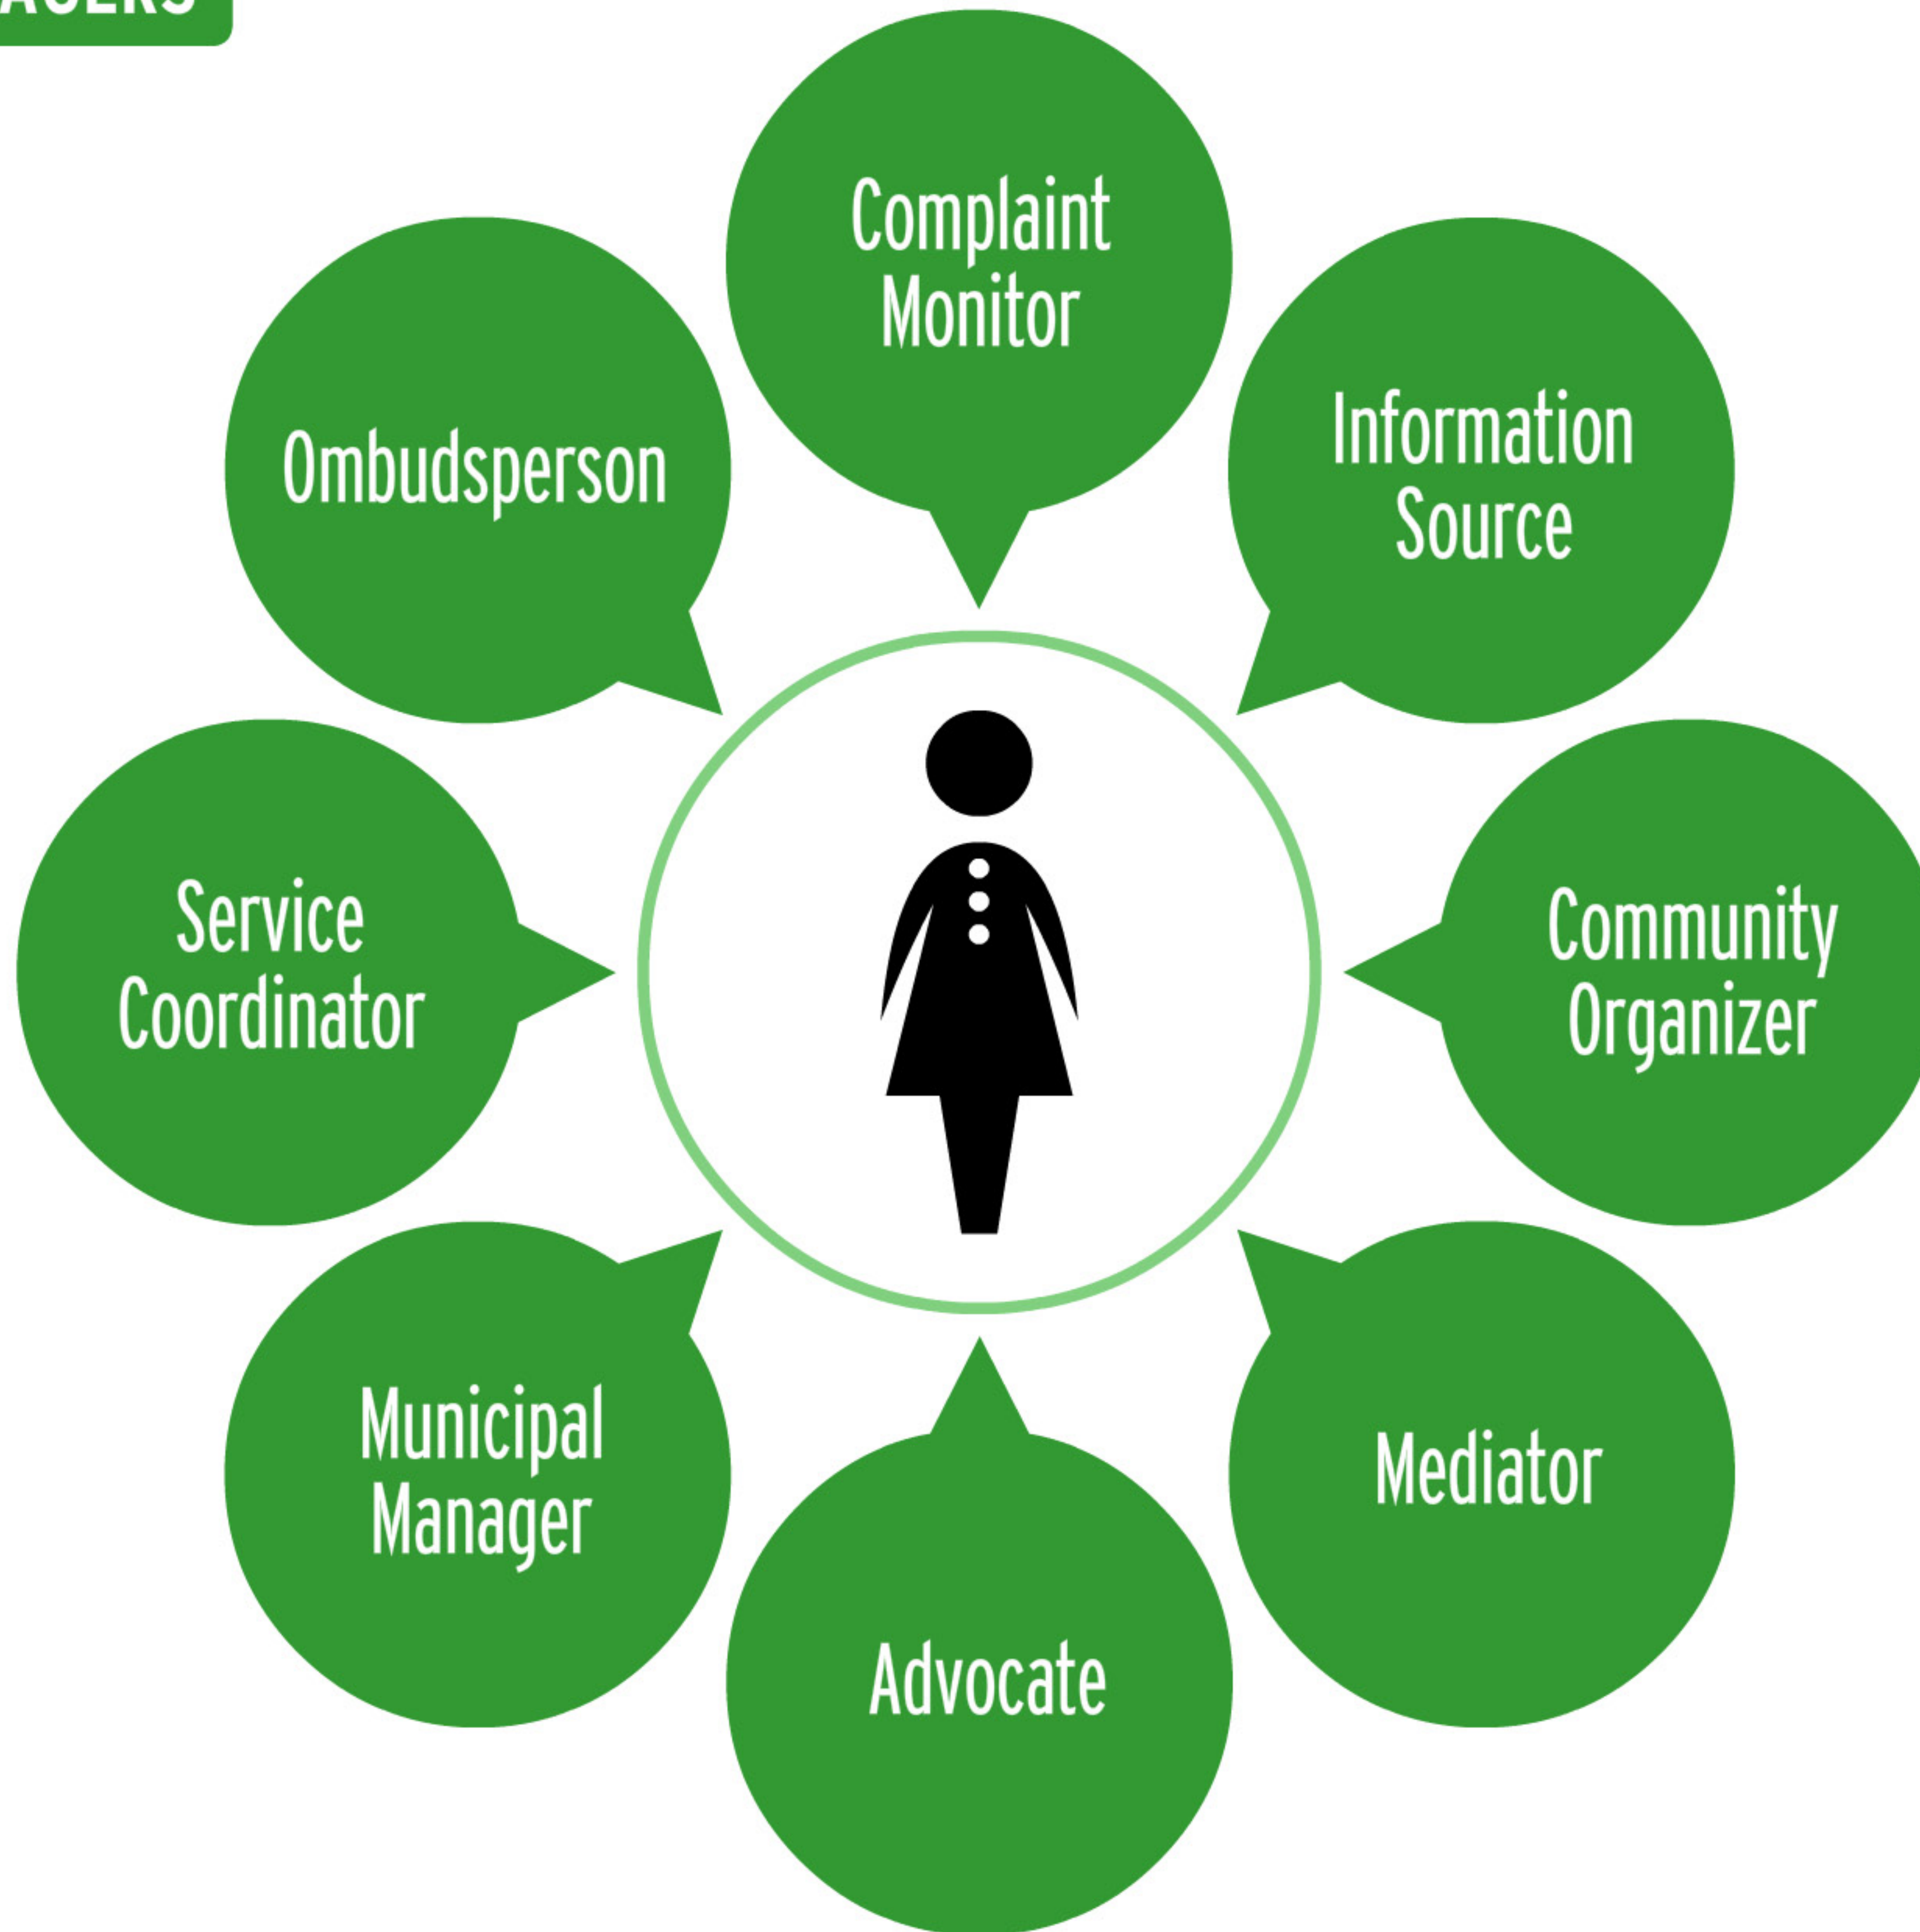 Complaint
Monitor
Information
Source
Community
Organizer
Mediator
Advocate
Municipal
Manager
Service
Coordinator
Ombudsperson